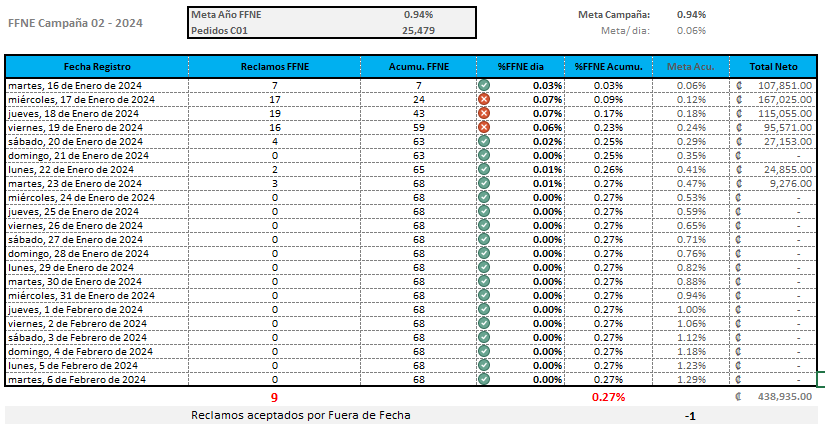 FFNE Campaña 02 - 2024
Meta Año FFNE 0.94%
Pedidos C01 25,479
Meta Campaña: 0.94%
Meta/ dia: 0.06%
Fecha Registro Reclamos FFNE Acumu. FFNE %FFNE dia %FFNE Acumu. Meta Acu. Total Neto
martes, 16 de Enero de 2024 7 7 0.03% 0.03% 0.06% ₡ 107,851.00
miércoles, 17 de Enero de 2024 17 24 0.07% 0.09% 0.12% ₡ 167,025.00
jueves, 18 de Enero de 2024 19 43 0.07% 0.17% 0.18% ₡ 115,055.00
viernes, 19 de Enero de 2024 16 59 0.06% 0.23% 0.24% ₡ 95,571.00
sábado, 20 de Enero de 2024 4 63 0.02% 0.25% 0.29% ₡ 27,153.00
domingo, 21 de Enero de 2024 0 63 0.00% 0.25% 0.35% ₡ -
lunes, 22 de Enero de 2024 2 65 0.01% 0.26% 0.41% ₡ 24,855.00
martes, 23 de Enero de 2024 3 68 0.01% 0.27% 0.47% ₡ 9,276.00
miércoles, 24 de Enero de 2024 0 68 0.00% 0.27% 0.53% ₡ -
jueves, 25 de Enero de 2024 0 68 0.00% 0.27% 0.59% ₡ -
viernes, 26 de Enero de 2024 0 68 0.00% 0.27% 0.65% ₡ -
sábado, 27 de Enero de 2024 0 68 0.00% 0.27% 0.71% ₡ -
domingo, 28 de Enero de 2024 0 68 0.00% 0.27% 0.76% ₡ -
lunes, 29 de Enero de 2024 0 68 0.00% 0.27% 0.82% ₡ -
martes, 30 de Enero de 2024 0 68 0.00% 0.27% 0.88% ₡ -
miércoles, 31 de Enero de 2024 0 68 0.00% 0.27% 0.94% ₡ -
jueves, 1 de Febrero de 2024 0 68 0.00% 0.27% 1.00% ₡ -
viernes, 2 de Febrero de 2024 0 68 0.00% 0.27% 1.06% ₡ -
sábado, 3 de Febrero de 2024 0 68 0.00% 0.27% 1.12% ₡ -
domingo, 4 de Febrero de 2024 0 68 0.00% 0.27% 1.18% ₡ -
lunes, 5 de Febrero de 2024 0 68 0.00% 0.27% 1.23% ₡ -
martes, 6 de Febrero de 2024 0 68 0.00% 0.27% 1.29% ₡ -
9 0.27% ₡ 438,935.00
Reclamos aceptados por Fuera de Fecha -1